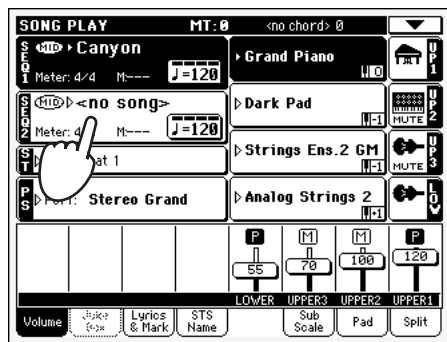 SONG PLAY MT:0 <no chord> 0
SEQ1 MID Canyon
Meter: 4/4 M:--- ♩=120
Grand Piano
0
UP1
SEQ2 MID <no song>
Meter: 4 M:--- ♩=120
Dark Pad
-1
MUTE UP2
ST at 1
Strings Ens.2 GM
-1
MUTE UP3
PS Stereo Grand
Analog Strings 2
+1
LOW
P M M P
55 70 100 120
LOWER UPPER3 UPPER2 UPPER1
Volume Juke Box Lyrics & Mark STS Name Sub Scale Pad Split